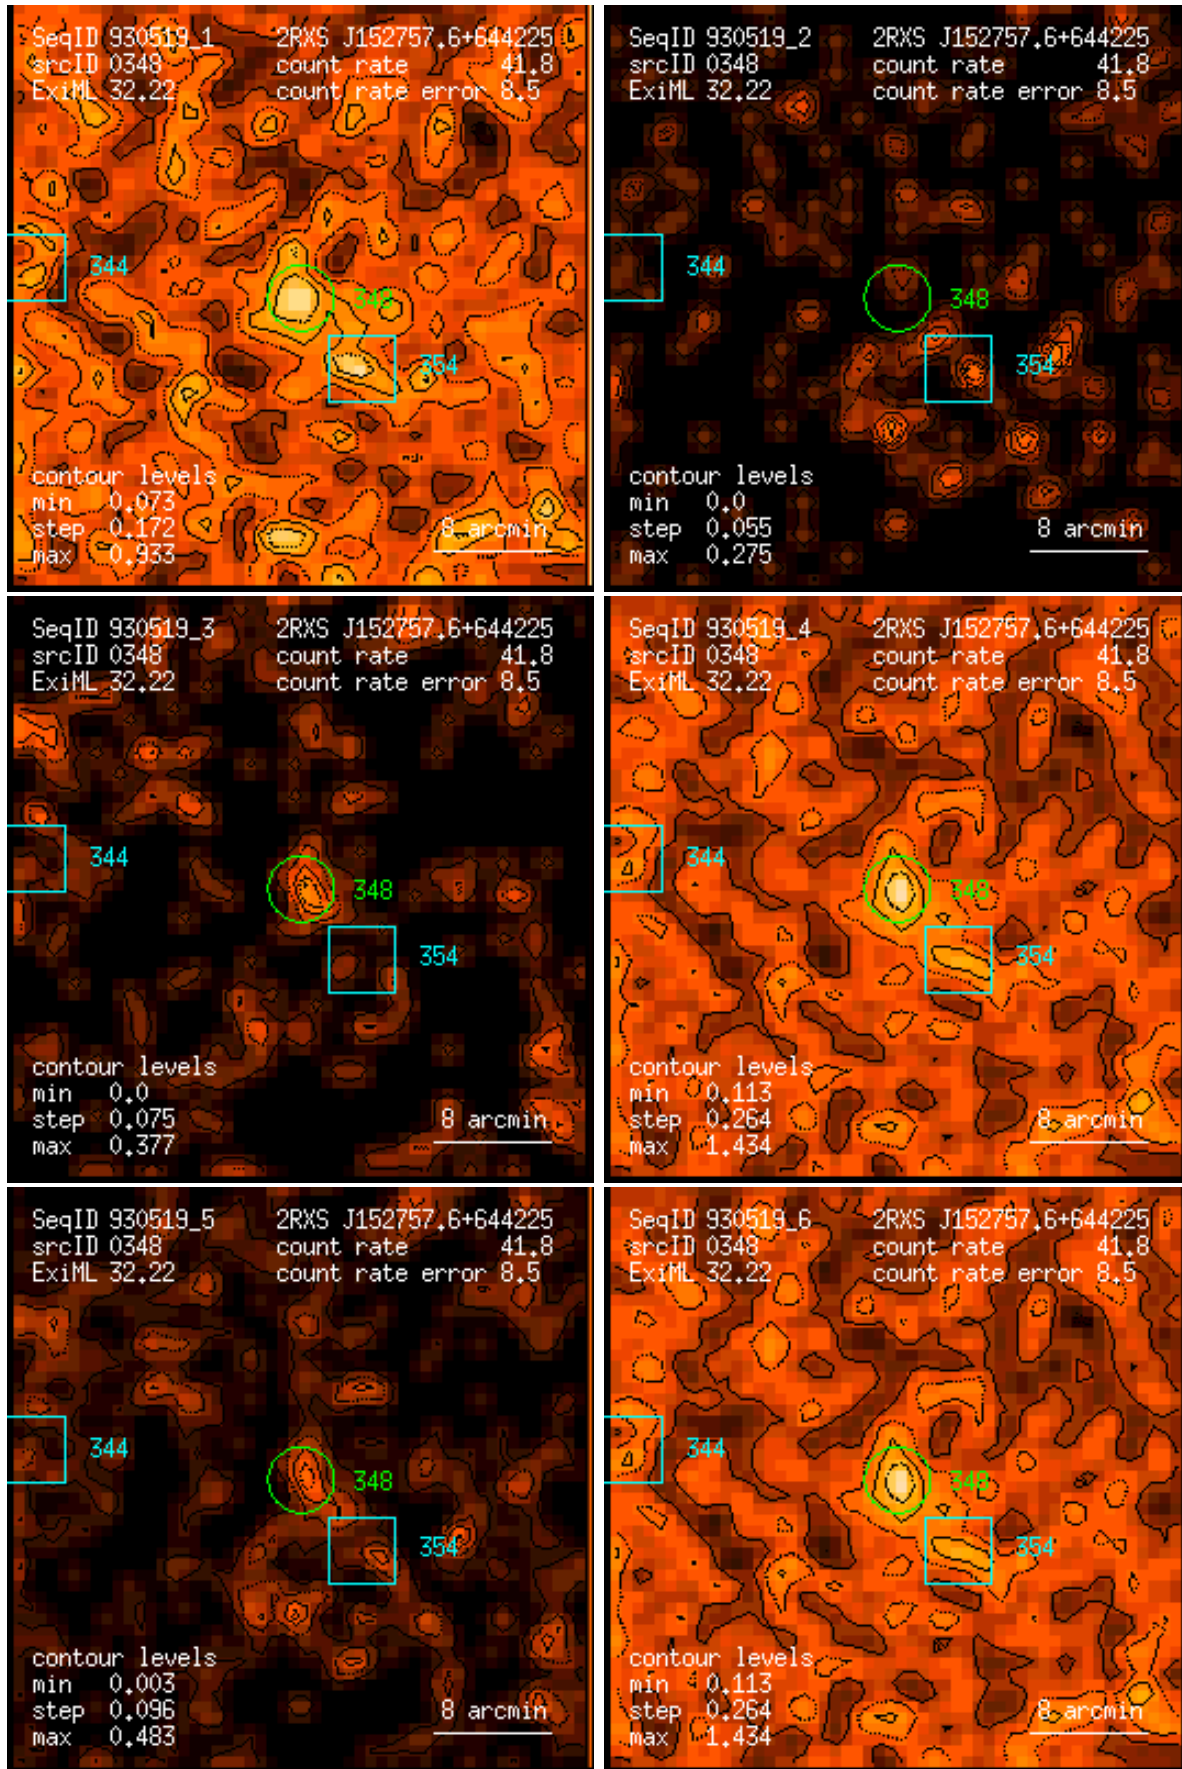 SeqID 930519_1 2RXS J152757.6+644225
srcID 0348 count rate 41.8
ExiML 32.22 count rate error 8.5
344
348
354
contour levels
min 0.073
step 0.172
max 0.933
8 arcmin
SeqID 930519_2 2RXS J152757.6+644225
srcID 0348 count rate 41.8
ExiML 32.22 count rate error 8.5
344
348
354
contour levels
min 0.0
step 0.055
max 0.275
8 arcmin
SeqID 930519_3 2RXS J152757.6+644225
srcID 0348 count rate 41.8
ExiML 32.22 count rate error 8.5
344
348
354
contour levels
min 0.0
step 0.075
max 0.377
8 arcmin
SeqID 930519_4 2RXS J152757.6+644225
srcID 0348 count rate 41.8
ExiML 32.22 count rate error 8.5
344
348
354
contour levels
min 0.113
step 0.264
max 1.434
8 arcmin
SeqID 930519_5 2RXS J152757.6+644225
srcID 0348 count rate 41.8
ExiML 32.22 count rate error 8.5
344
348
354
contour levels
min 0.003
step 0.096
max 0.483
8 arcmin
SeqID 930519_6 2RXS J152757.6+644225
srcID 0348 count rate 41.8
ExiML 32.22 count rate error 8.5
344
348
354
contour levels
min 0.113
step 0.264
max 1.434
8 arcmin